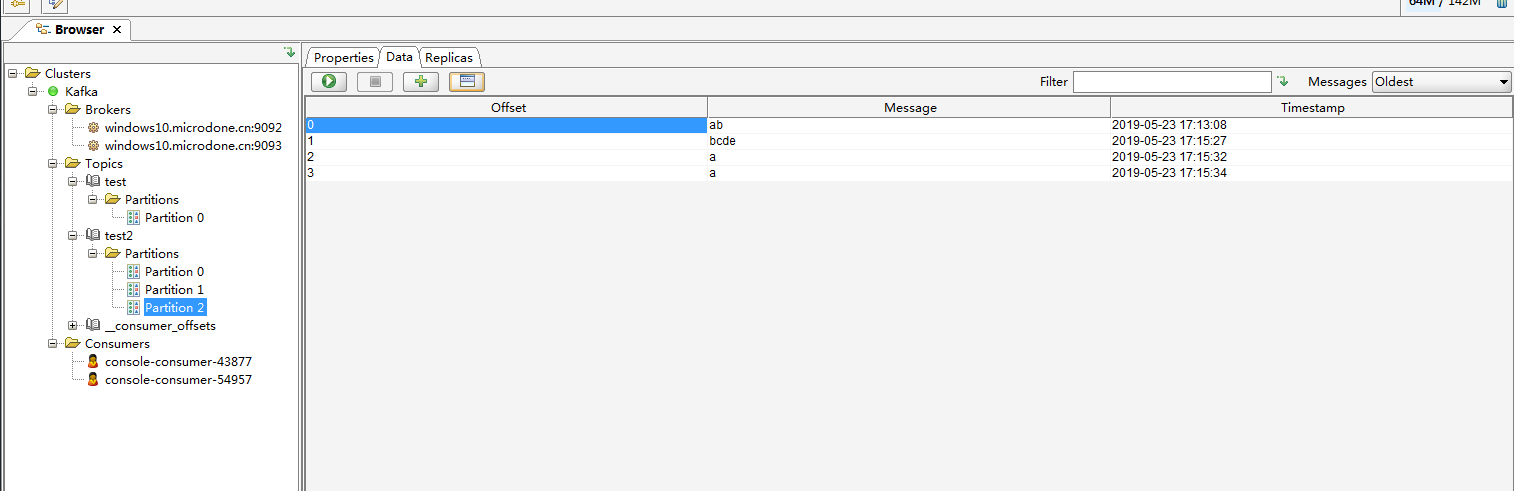 64M / 142M
Browser
Clusters
Kafka
Brokers
windows10.microdone.cn:9092
windows10.microdone.cn:9093
Topics
test
Partitions
Partition 0
test2
Partitions
Partition 0
Partition 1
Partition 2
__consumer_offsets
Consumers
console-consumer-43877
console-consumer-54957
Properties Data Replicas
Filter Messages Oldest
Offset Message Timestamp
0 ab 2019-05-23 17:13:08
1 bcde 2019-05-23 17:15:27
2 a 2019-05-23 17:15:32
3 a 2019-05-23 17:15:34